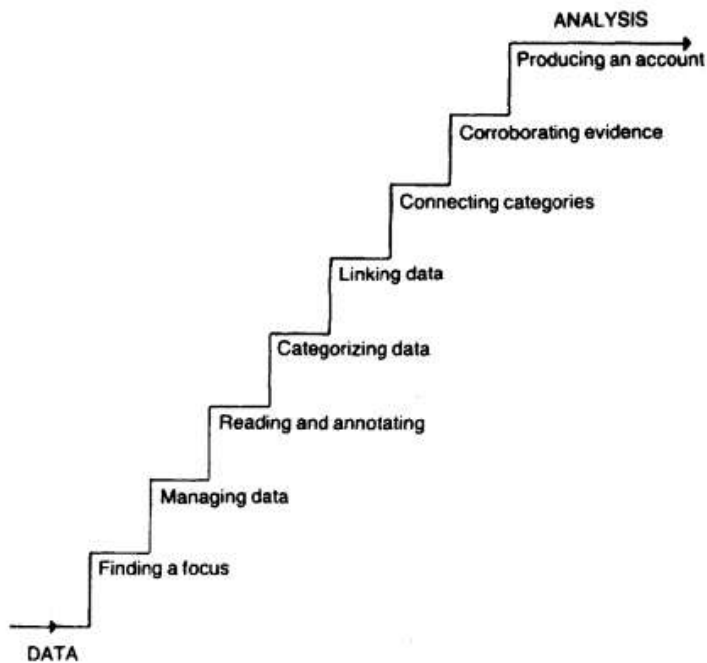 ANALYSIS
Producing an account
Corroborating evidence
Connecting categories
Linking data
Categorizing data
Reading and annotating
Managing data
Finding a focus
DATA